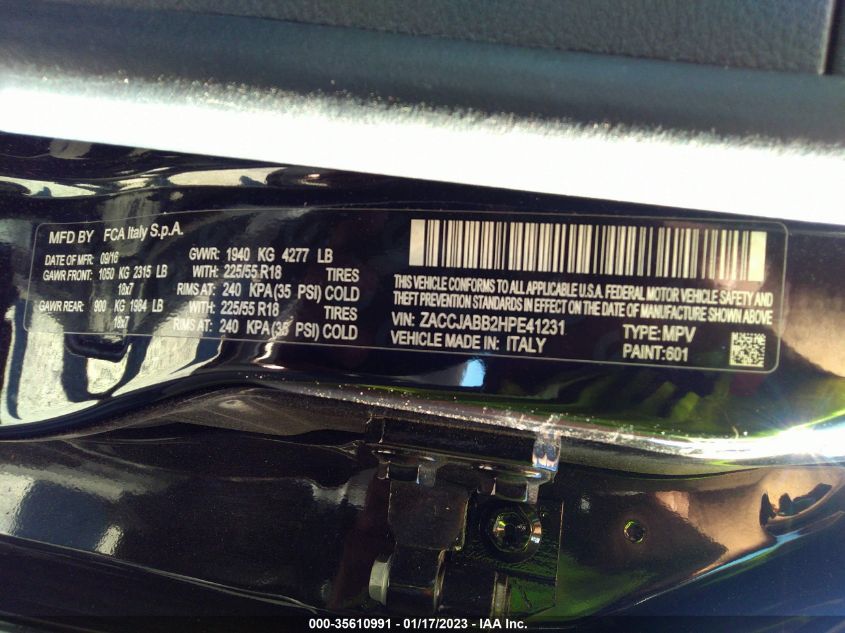 MFD BY FCA Italy S.p.A.
DATE OF MFR 09/16 GVWR: 1940 KG 4277 LB
GAWR FRONT: 1050 KG 2315 LB WITH: 225/55 R18 TIRES
18x7 RIMS AT: 240 KPA (35 PSI) COLD
GAWR REAR: 900 KG 1984 LB WITH: 225/55 R18 TIRES
18x7 RIMS AT: 240 KPA (35 PSI) COLD
THIS VEHICLE CONFORMS TO ALL APPLICABLE U.S.A. FEDERAL MOTOR VEHICLE SAFETY AND
THEFT PREVENTION STANDARDS IN EFFECT ON THE DATE OF MANUFACTURE SHOWN ABOVE.
VIN: ZACCJABB2HPE41231 TYPE: MPV
VEHICLE MADE IN: ITALY PAINT:601
000-35610991 - 01/17/2023 - IAA Inc.